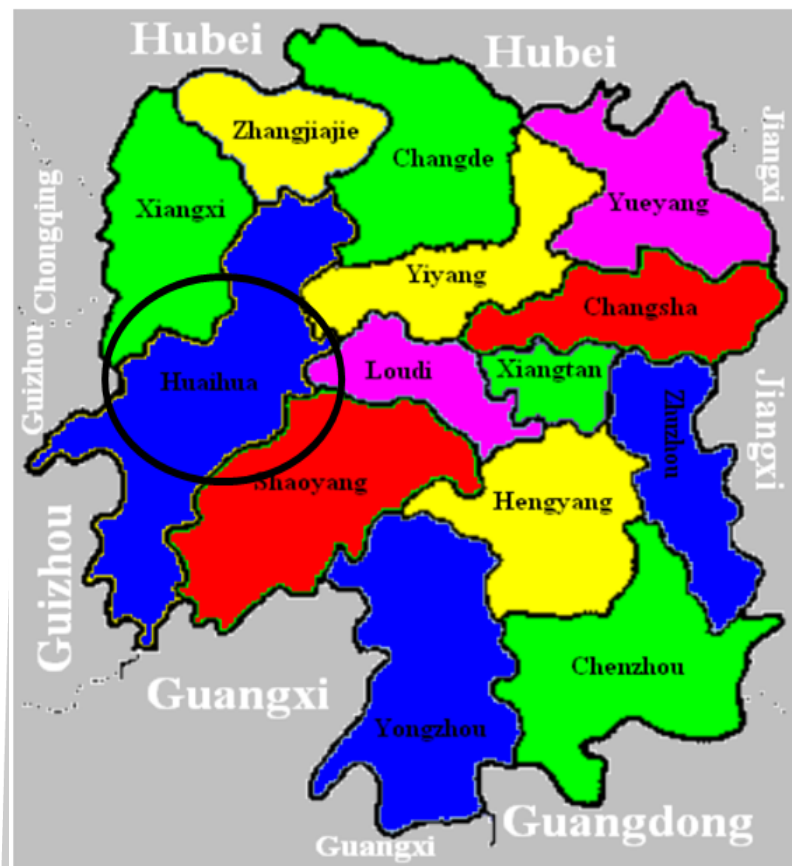 Hubei
Hubei
Jiangxi
Zhangjiajie
Changde
Xiangxi
Yueyang
Chongqing
Yiyang
Changsha
Guizhou
Huaihua
Loudi
Xiangtan
Jiangxi
Zhuzhou
Shaoyang
Hengyang
Guizhou
Chenzhou
Guangxi
Yongzhou
Guangdong
Guangxi